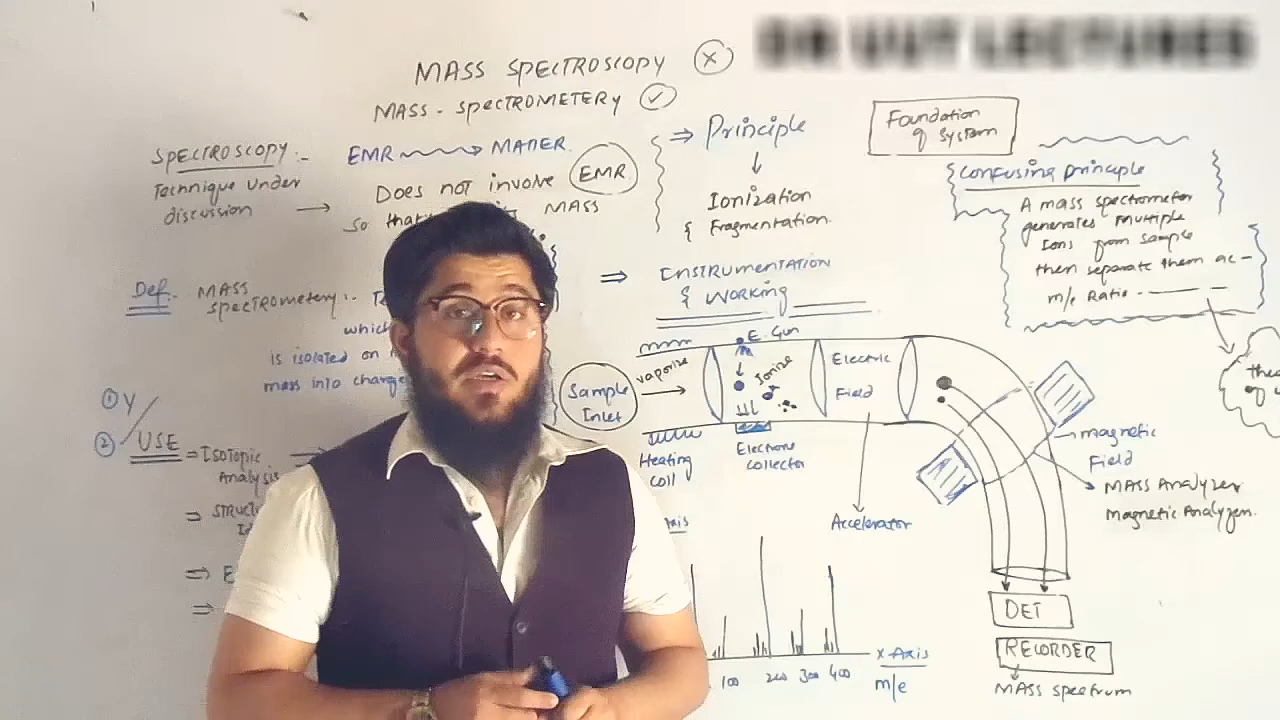 MASS SPECTROSCOPY X
MASS-SPECTROMETERY ✓
SPECTROSCOPY:-
Technique under
discussion →
EMR → MATTER
Does not involve EMR
So that MASS
Def:- MASS
Spectrometery:-
is isolated on
mass into charge
① Y
② USE
⇒ Isotopic
Analysis
⇒
⇒ E
⇒
⇒ Principle
↓
Ionization
& Fragmentation.
⇒ INSTRUMENTATION
& WORKING
Sample
Inlet
vaporize
Heating
coil
E. Gun
Ionize
Electrons
collector
Electric
Field
Accelerator
magnetic
Field
MASS Analyzer
Magnetic Analyzer.
DET
RECORDER
MASS spectrum
Foundation
of System
Confusing principle
A mass spectrometer
generates multiple
Ions from sample
then separate them ac-
m/e Ratio -
100 200 300 400
X Axis
m/e